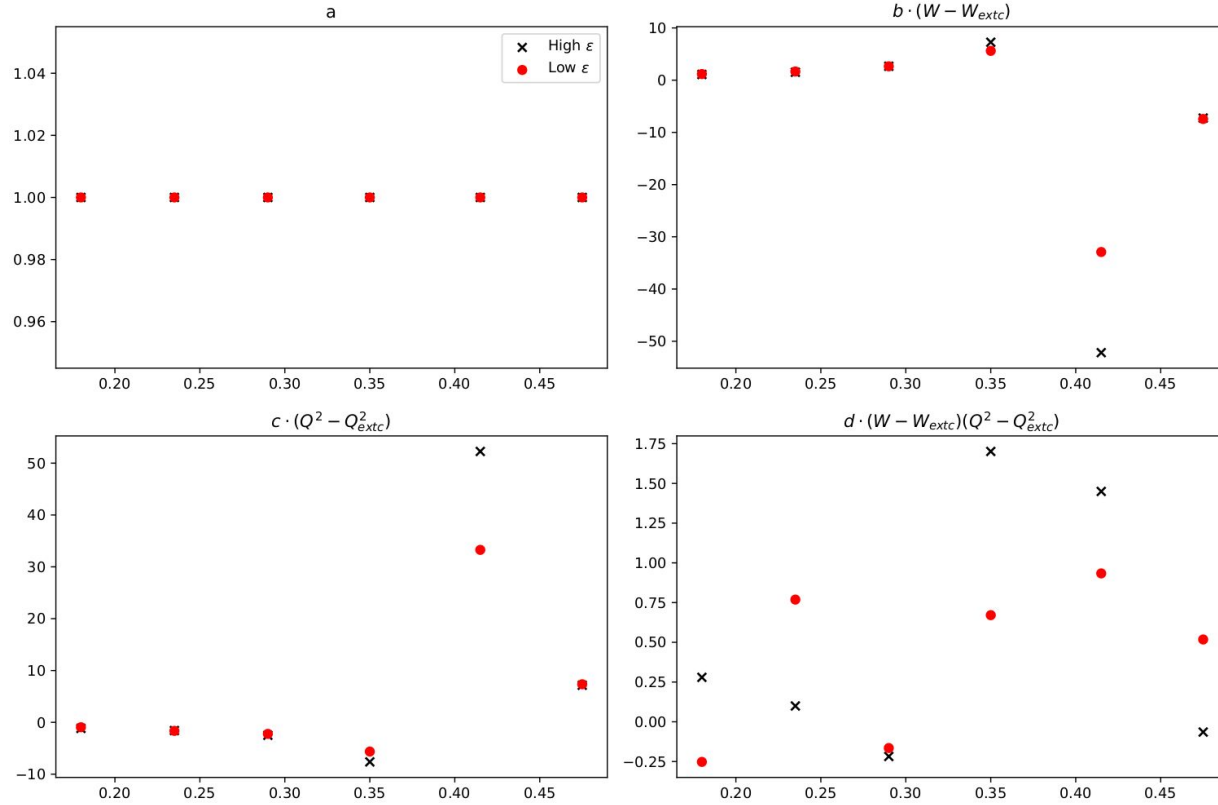 a
High ε
Low ε
1.04
1.02
1.00
0.98
0.96
0.20 0.25 0.30 0.35 0.40 0.45
b · (W − W_extc)
10
0
−10
−20
−30
−40
−50
0.20 0.25 0.30 0.35 0.40 0.45
c · (Q² − Q²_extc)
50
40
30
20
10
0
−10
0.20 0.25 0.30 0.35 0.40 0.45
d · (W − W_extc)(Q² − Q²_extc)
1.75
1.50
1.25
1.00
0.75
0.50
0.25
0.00
−0.25
0.20 0.25 0.30 0.35 0.40 0.45